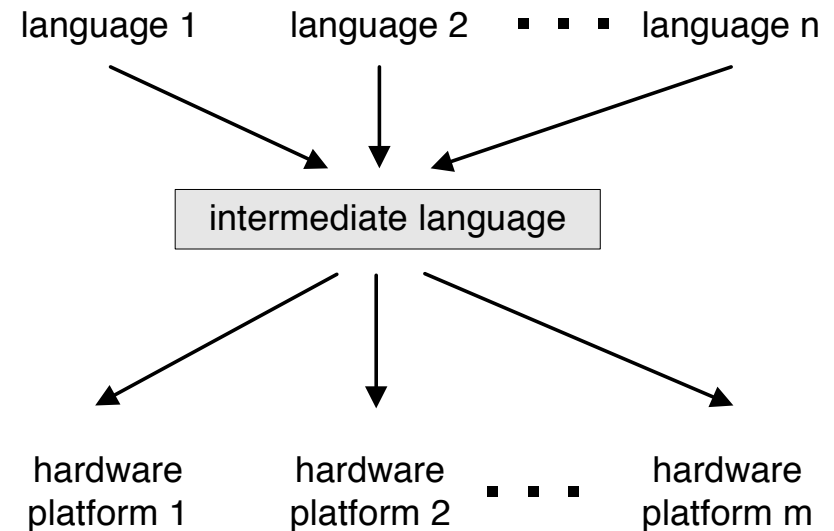 language 1 language 2 language n
intermediate language
hardware hardware hardware
platform 1 platform 2 platform m